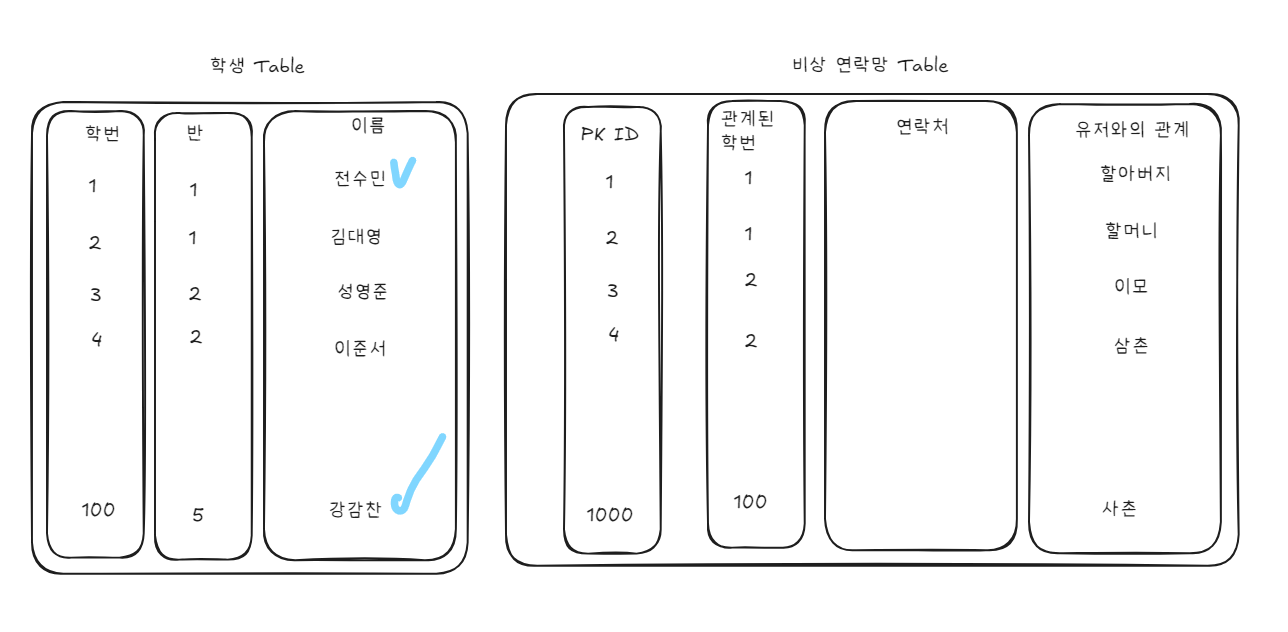 학생 Table
학번 반 이름
1 1 전수민
2 1 김대영
3 2 성영준
4 2 이준서
100 5 강감찬
비상 연락망 Table
PK ID 관계된 학번 연락처 유저와의 관계
1 1 할아버지
2 1 할머니
3 2 이모
4 2 삼촌
1000 100 사촌